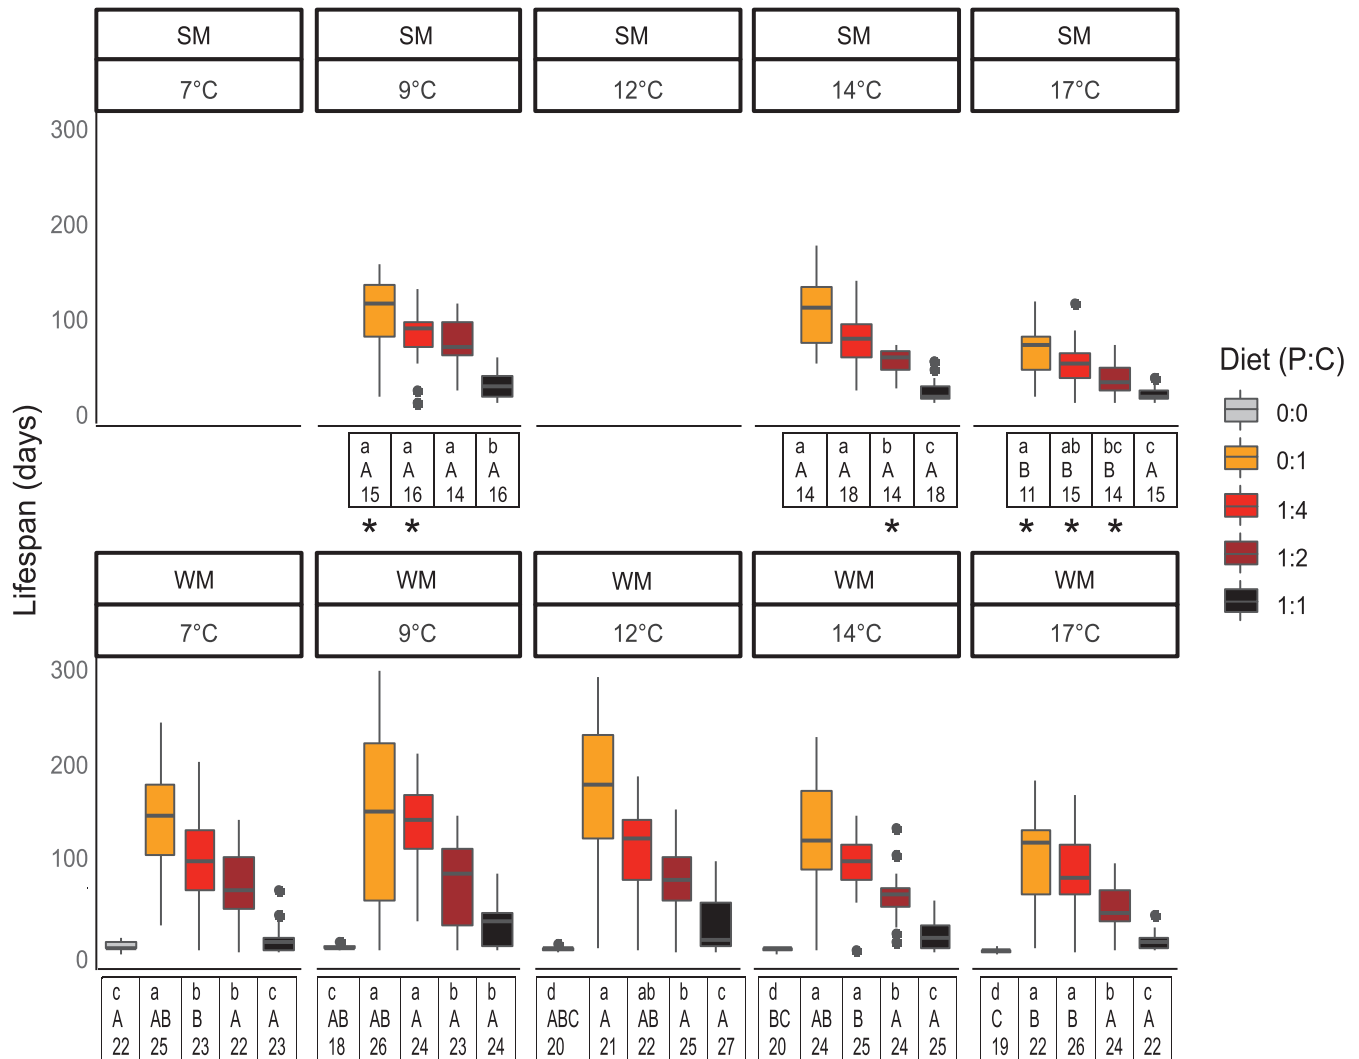 SM SM SM SM SM
7°C 9°C 12°C 14°C 17°C
300
200
100
0
a a a b a a b c a ab bc c
A A A A A A A A B B B A
15 16 14 16 14 18 14 18 11 15 14 15
* * * * * *
Lifespan (days)
Diet (P:C)
0:0
0:1
1:4
1:2
1:1
WM WM WM WM WM
7°C 9°C 12°C 14°C 17°C
300
200
100
0
c a b b c c a a b b d a ab b c d a a b c d a a b c
A AB B A A AB AB A A A ABC A AB A A BC AB B A A C B B A A
22 25 23 22 23 18 26 24 23 24 20 21 22 25 27 20 24 25 24 25 19 22 26 24 22